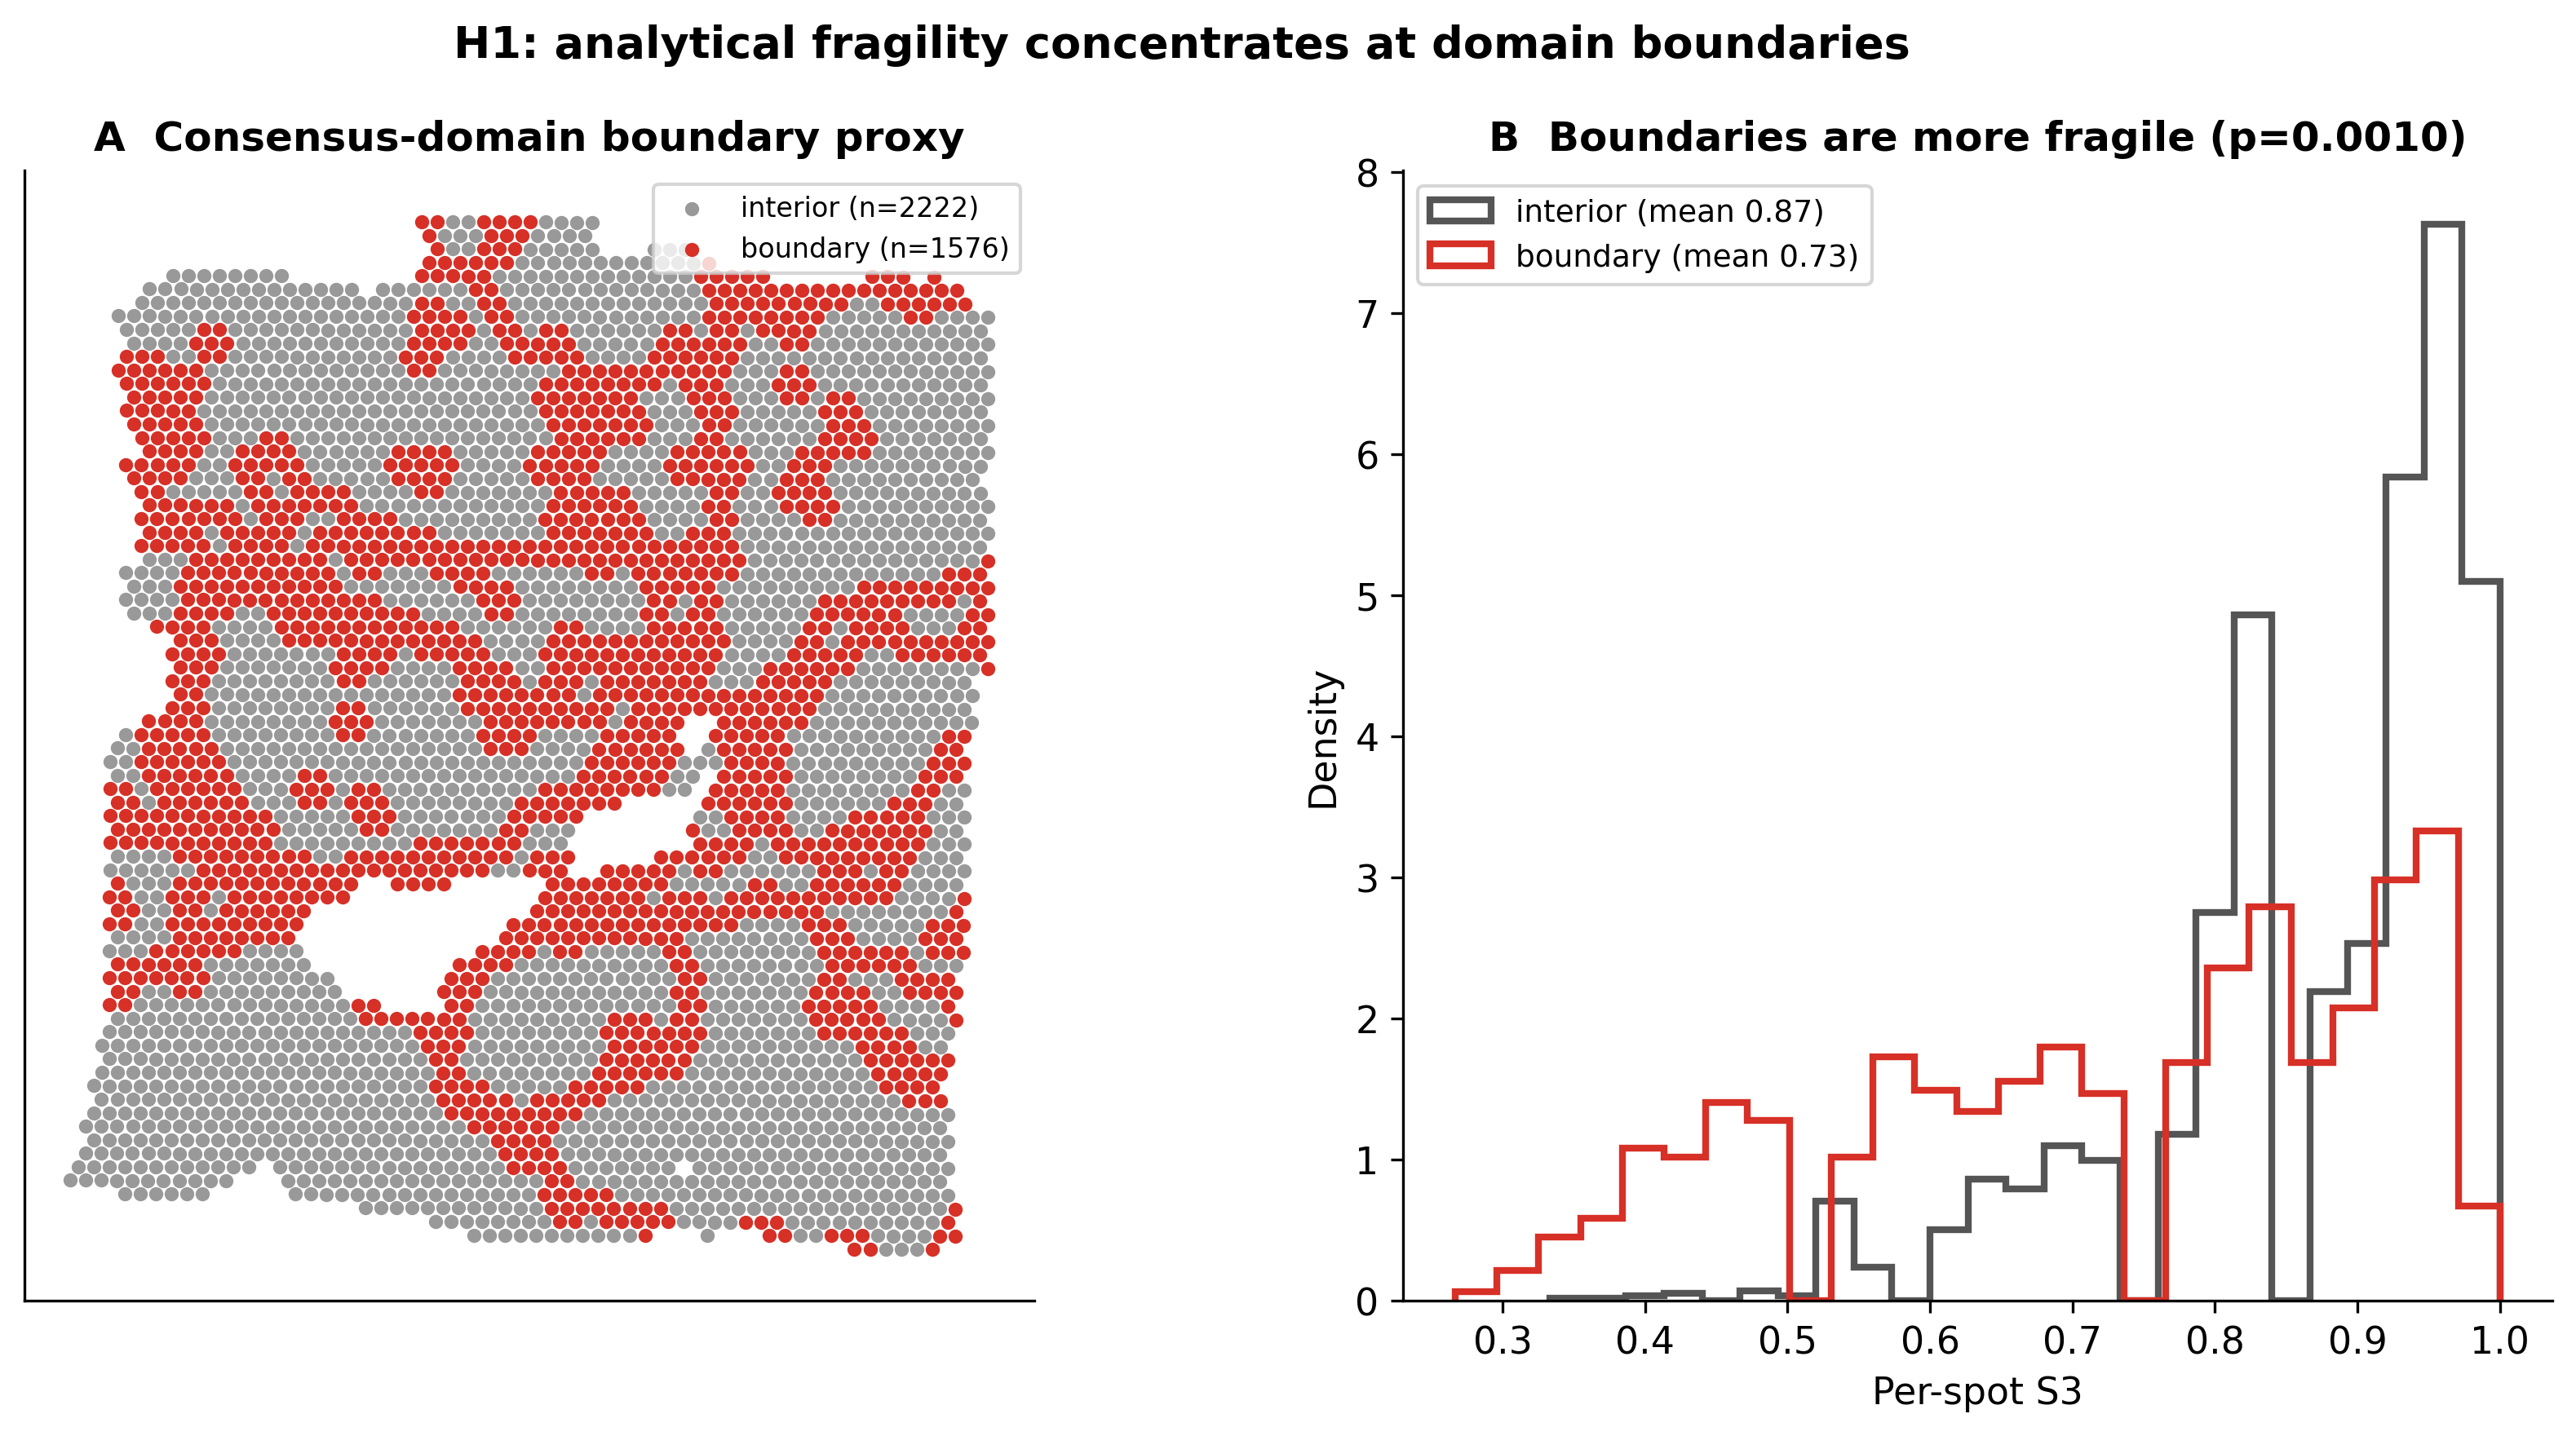 H1: analytical fragility concentrates at domain boundaries
A  Consensus-domain boundary proxy
interior (n=2222)
boundary (n=1576)
B  Boundaries are more fragile (p=0.0010)
interior (mean 0.87)
boundary (mean 0.73)
Density
8
7
6
5
4
3
2
1
0
0.3 0.4 0.5 0.6 0.7 0.8 0.9 1.0
Per-spot S3